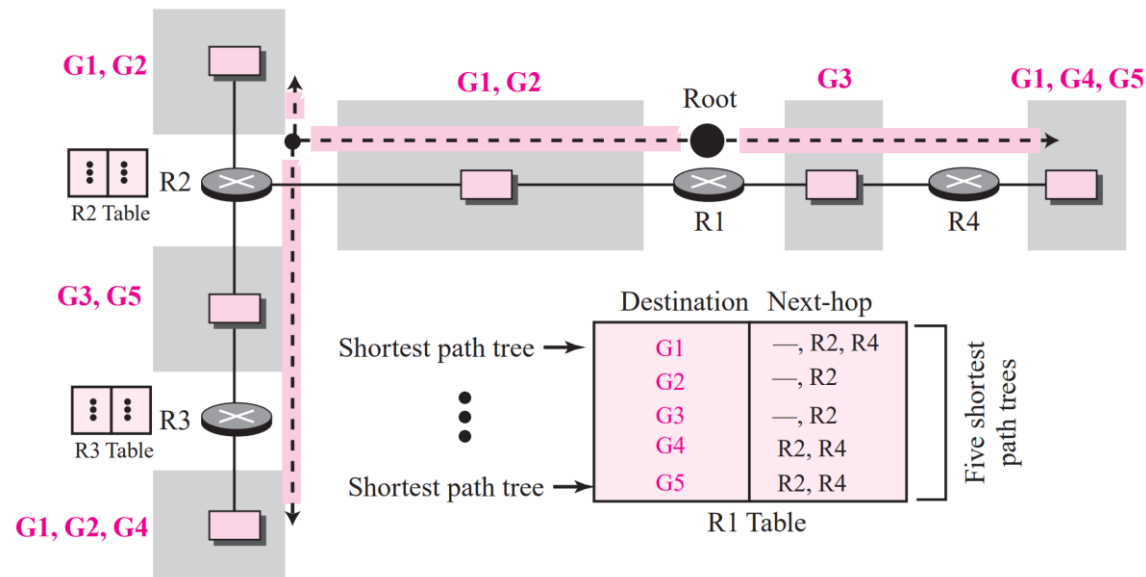 G1, G2
G1, G2
Root
G3
G1, G4, G5
R2
R2 Table
R1
R4
G3, G5
Destination
Next-hop
Shortest path tree
G1
—, R2, R4
G2
—, R2
G3
—, R2
G4
R2, R4
Shortest path tree
G5
R2, R4
R1 Table
Five shortest
path trees
R3
R3 Table
G1, G2, G4